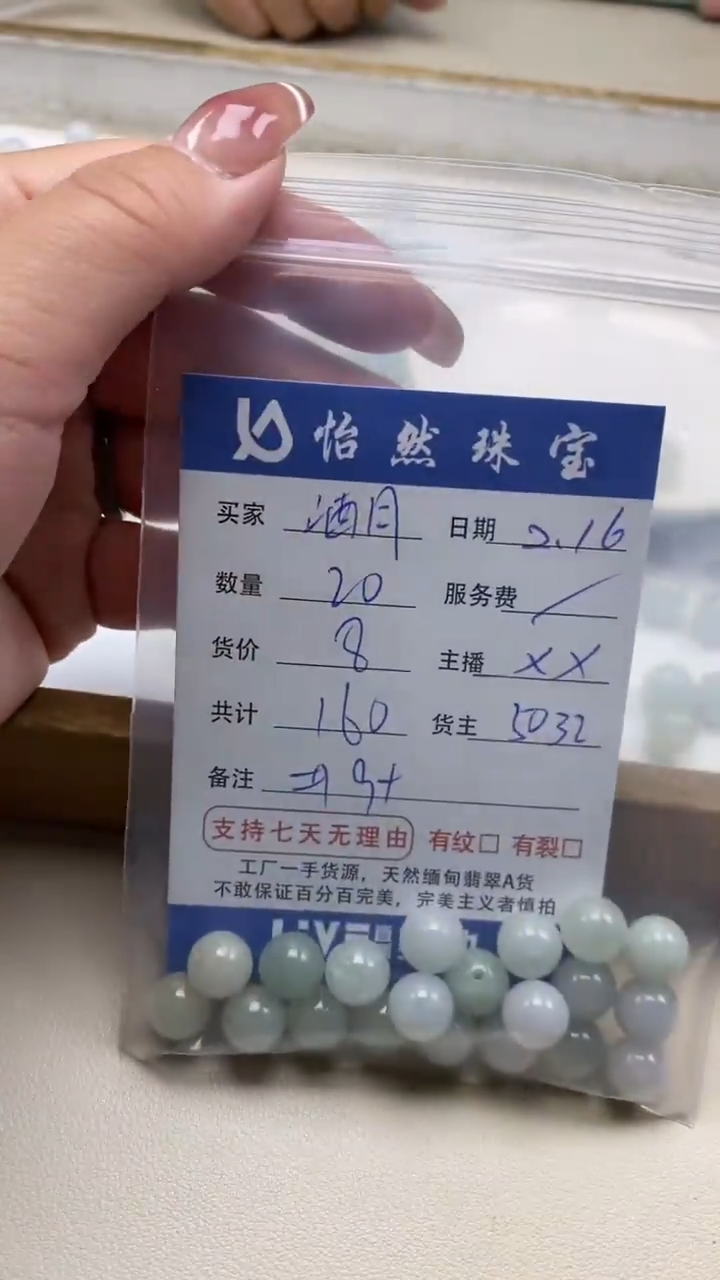 怡然珠宝
买家 酒月 日期 2.16
数量 20 服务费 /
货价 8 主播 XX
共计 160 货主 5032
备注
支持七天无理由 有纹□ 有裂□
工厂一手货源，天然缅甸翡翠A货
不敢保证百分百完美，完美主义者慎拍